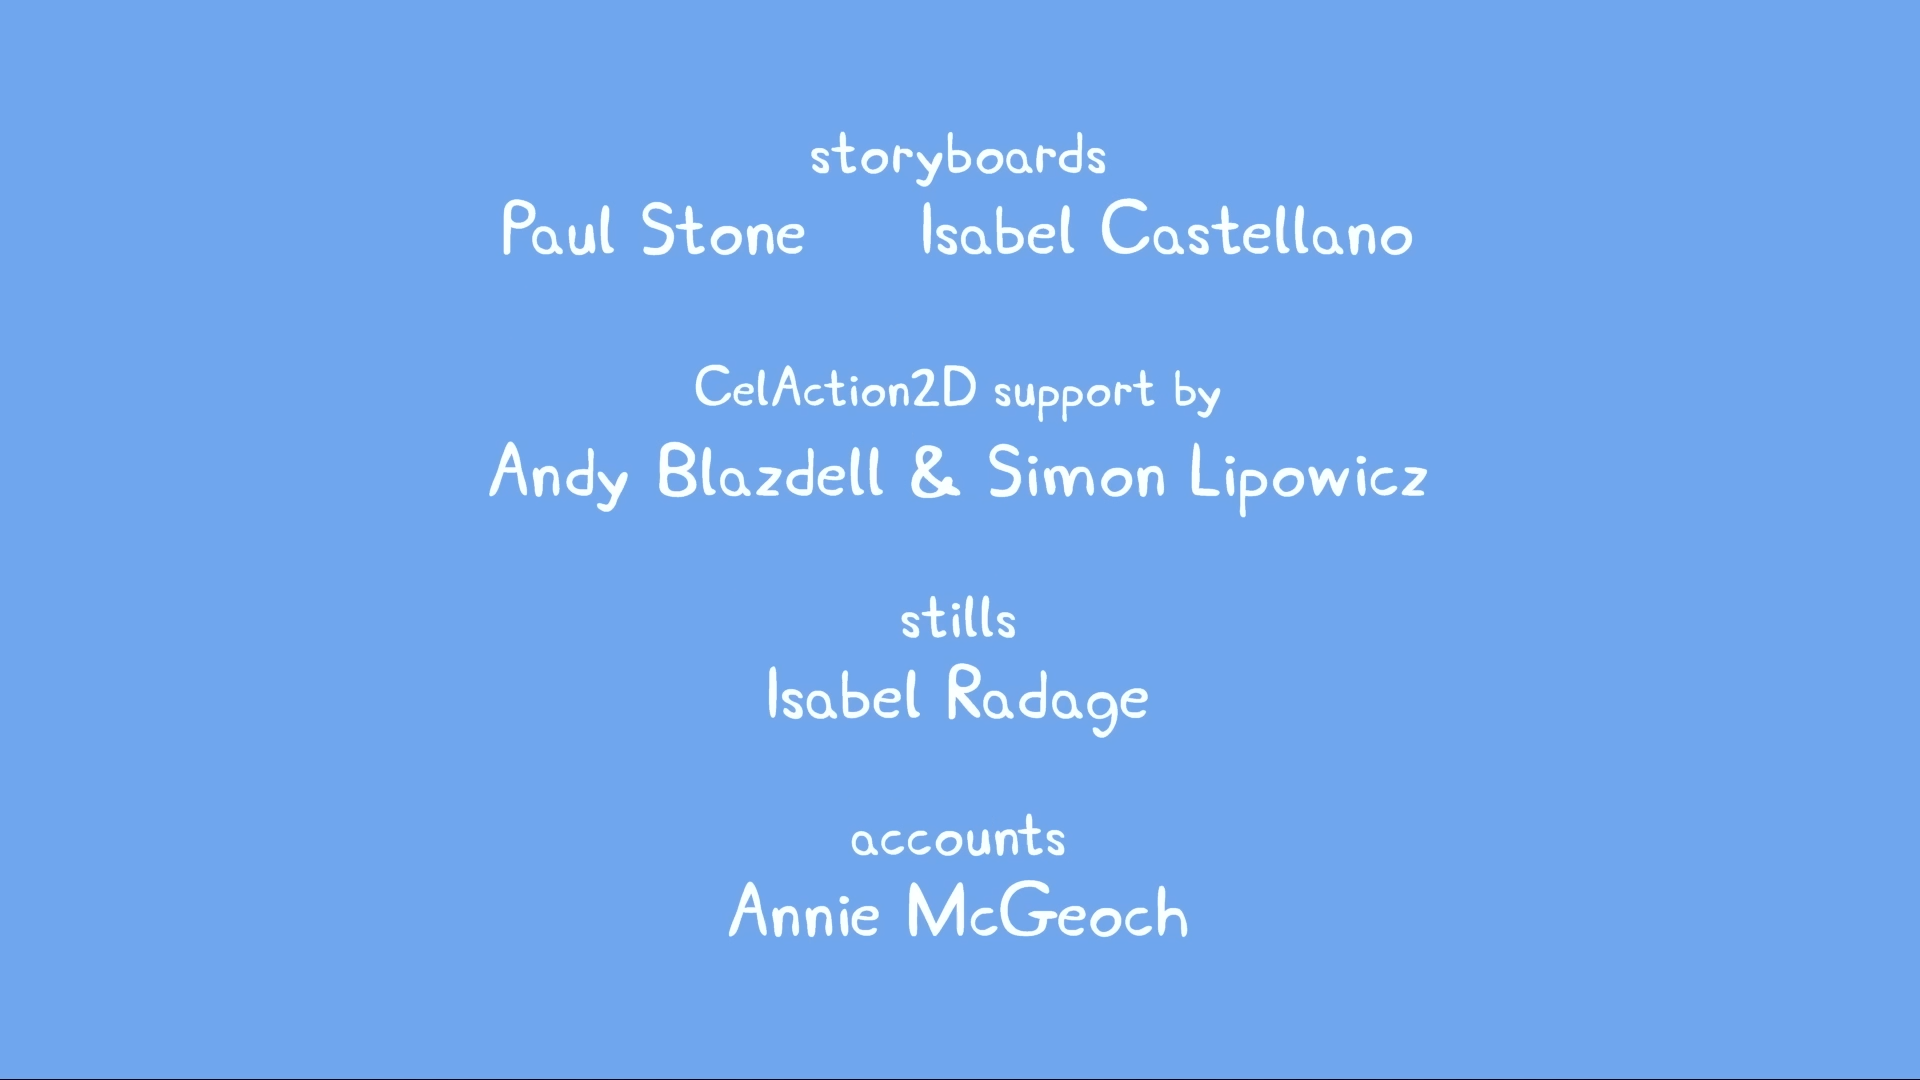 storyboards
Paul Stone Isabel Castellano
CelAction2D support by
Andy Blazdell & Simon Lipowicz
stills
Isabel Radage
accounts
Annie McGeoch